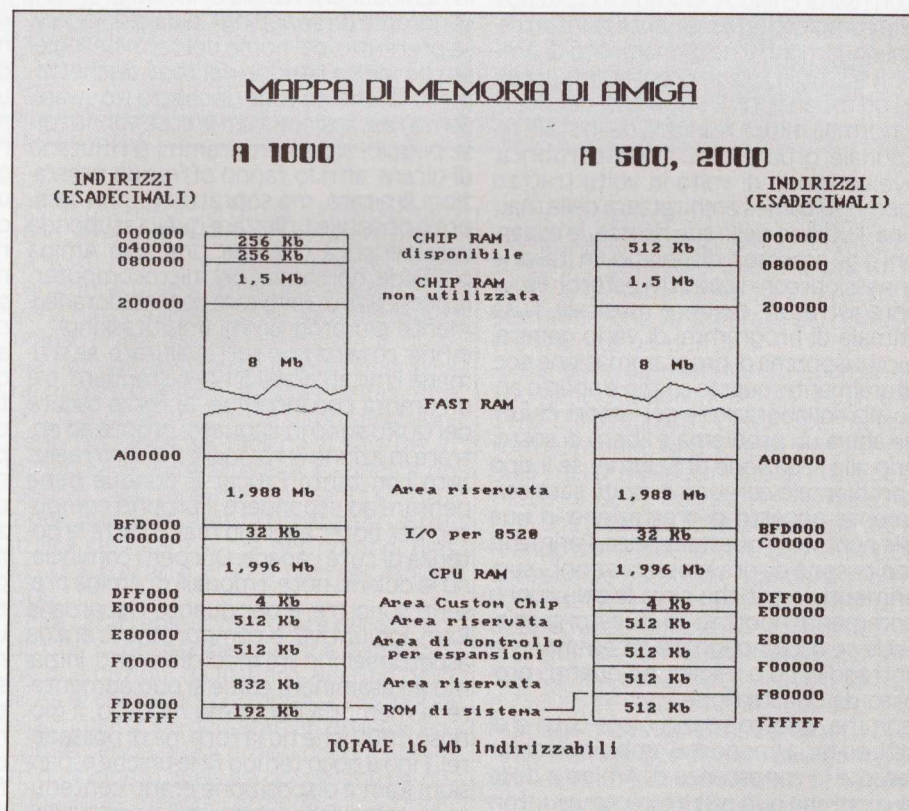 MAPPA DI MEMORIA DI AMIGA
A 1000
A 500, 2000
INDIRIZZI
(ESADECIMALI)
INDIRIZZI
(ESADECIMALI)
000000 256 Kb CHIP RAM 512 Kb 000000
040000 256 Kb disponibile
080000 080000
1,5 Mb CHIP RAM 1,5 Mb
non utilizzata
200000 200000
8 Mb 8 Mb
FAST RAM
A00000 A00000
1,988 Mb Area riservata 1,988 Mb
BFD000 32 Kb I/O per 8520 32 Kb BFD000
C00000 C00000
1,996 Mb CPU RAM 1,996 Mb
DFF000 4 Kb Area Custom Chip 4 Kb DFF000
E00000 E00000
512 Kb Area riservata 512 Kb
E80000 E80000
512 Kb Area di controllo 512 Kb
per espansioni
F00000 F00000
832 Kb Area riservata 512 Kb
F80000
FD0000 192 Kb ROM di sistema 512 Kb
FFFFFF FFFFFF
TOTALE 16 Mb indirizzabili